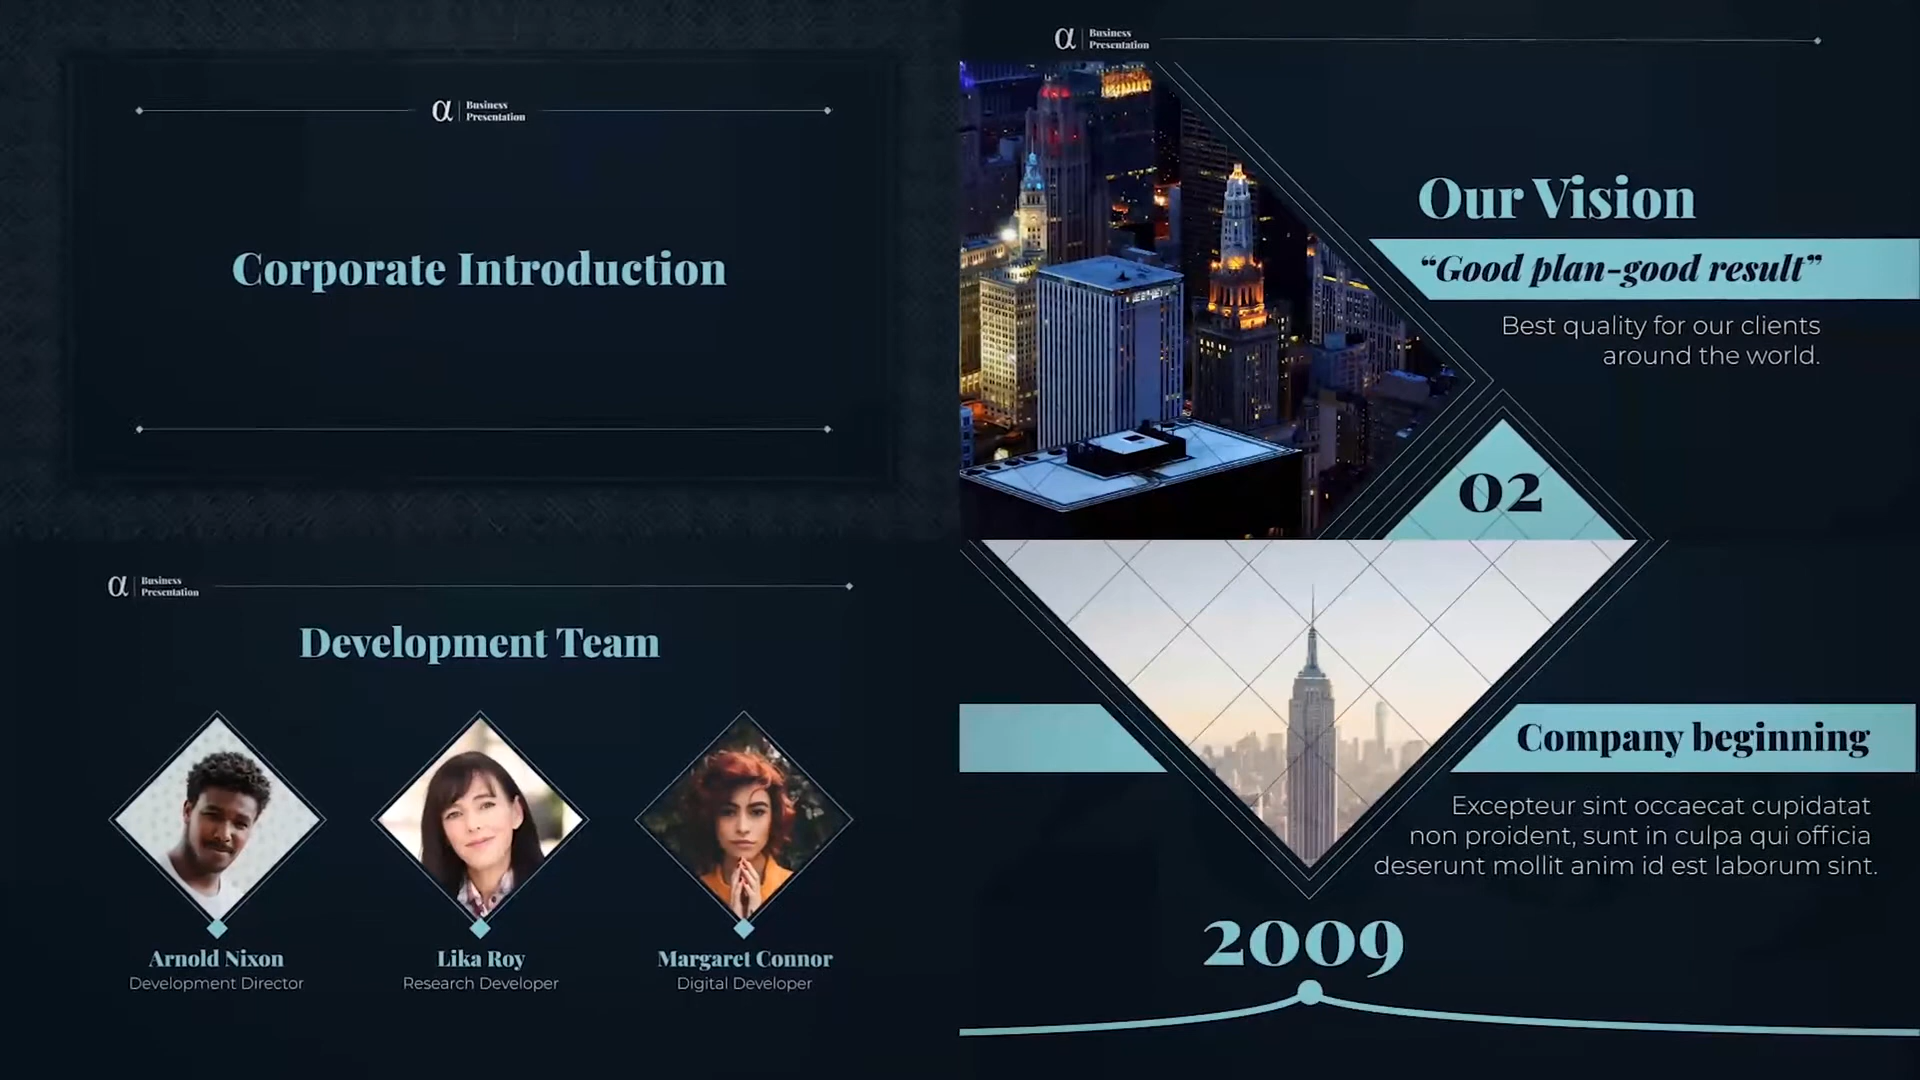 α Business
Presentation
Corporate Introduction
α Business
Presentation
Our Vision
“Good plan-good result”
Best quality for our clients
around the world.
02
α Business
Presentation
Development Team
Arnold Nixon
Development Director
Lika Roy
Research Developer
Margaret Connor
Digital Developer
Company beginning
Excepteur sint occaecat cupidatat
non proident, sunt in culpa qui officia
deserunt mollit anim id est laborum sint.
2009